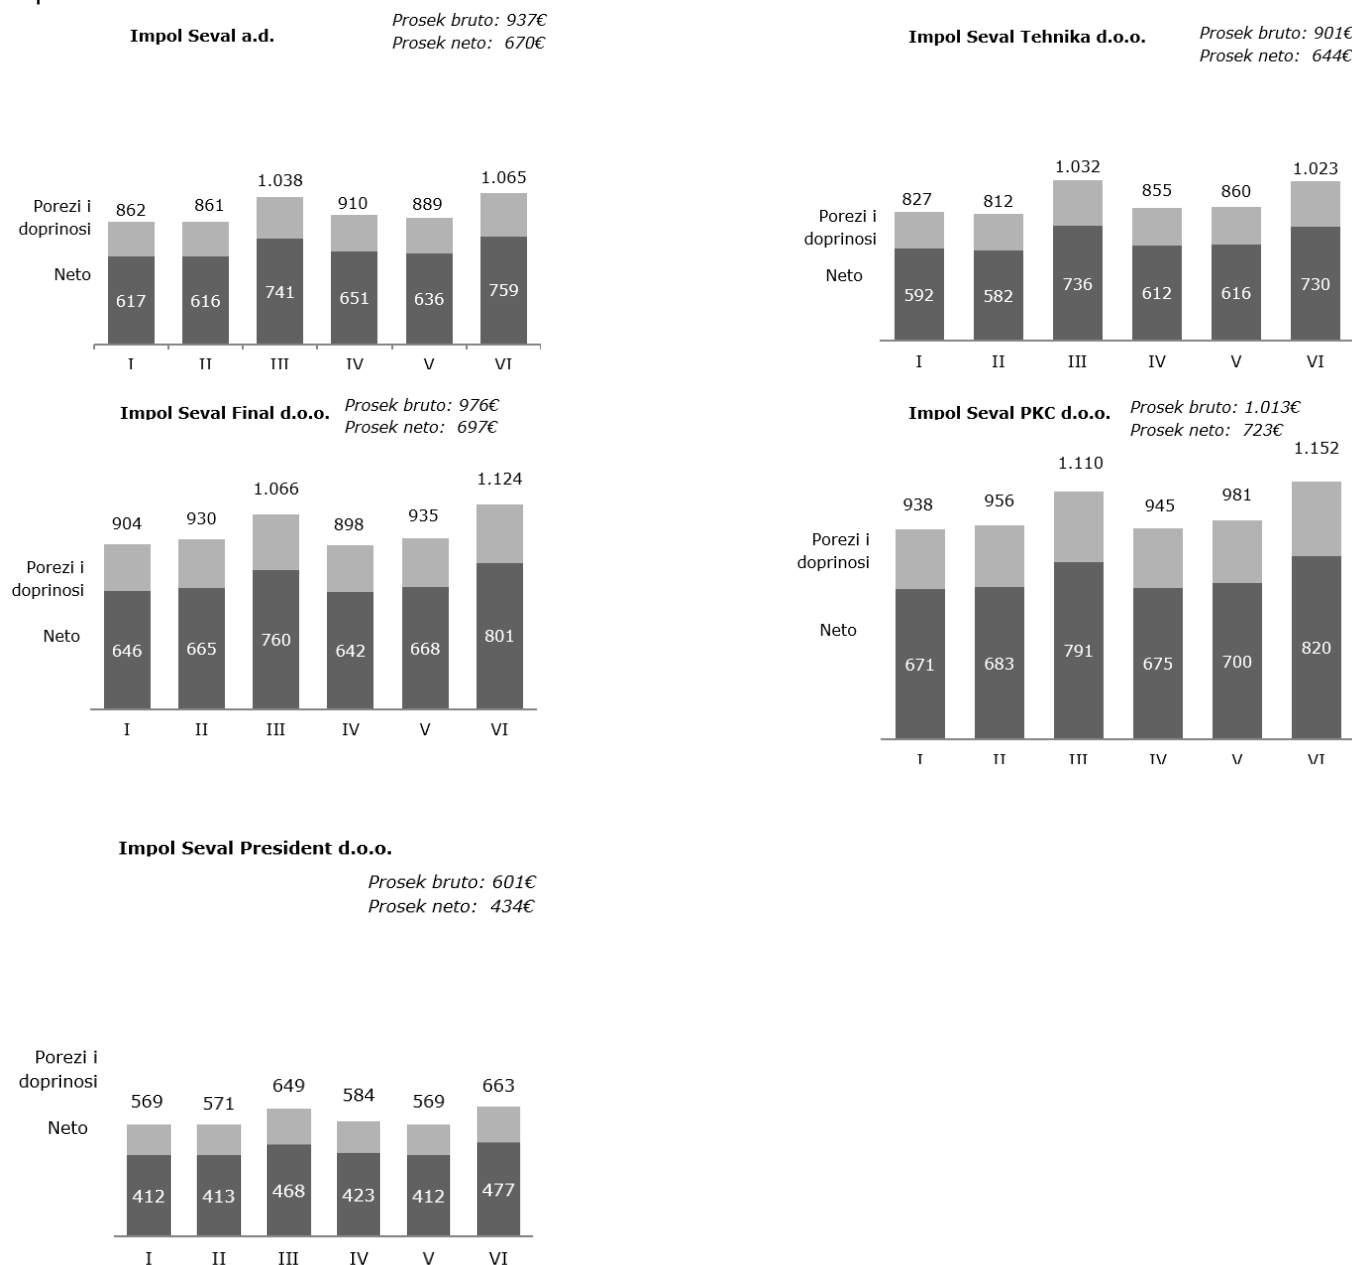 Impol Seval a.d.
Prosek bruto: 937€
Prosek neto: 670€
1.038
1.065
862
861
910
889
Porezi i
doprinosi
Neto
617
616
741
651
636
759
I
II
III
IV
V
VI
Impol Seval Tehnika d.o.o.
Prosek bruto: 901€
Prosek neto: 644€
1.032
1.023
827
812
855
860
Porezi i
doprinosi
Neto
592
582
736
612
616
730
I
II
III
IV
V
VI
Impol Seval Final d.o.o.
Prosek bruto: 976€
Prosek neto: 697€
904
930
1.066
898
935
1.124
Porezi i
doprinosi
Neto
646
665
760
642
668
801
I
II
III
IV
V
VI
Impol Seval PKC d.o.o.
Prosek bruto: 1.013€
Prosek neto: 723€
938
956
1.110
945
981
1.152
Porezi i
doprinosi
Neto
671
683
791
675
700
820
I
II
III
IV
V
VI
Impol Seval President d.o.o.
Prosek bruto: 601€
Prosek neto: 434€
Porezi i
doprinosi
Neto
569
571
649
584
569
663
412
413
468
423
412
477
I
II
III
IV
V
VI